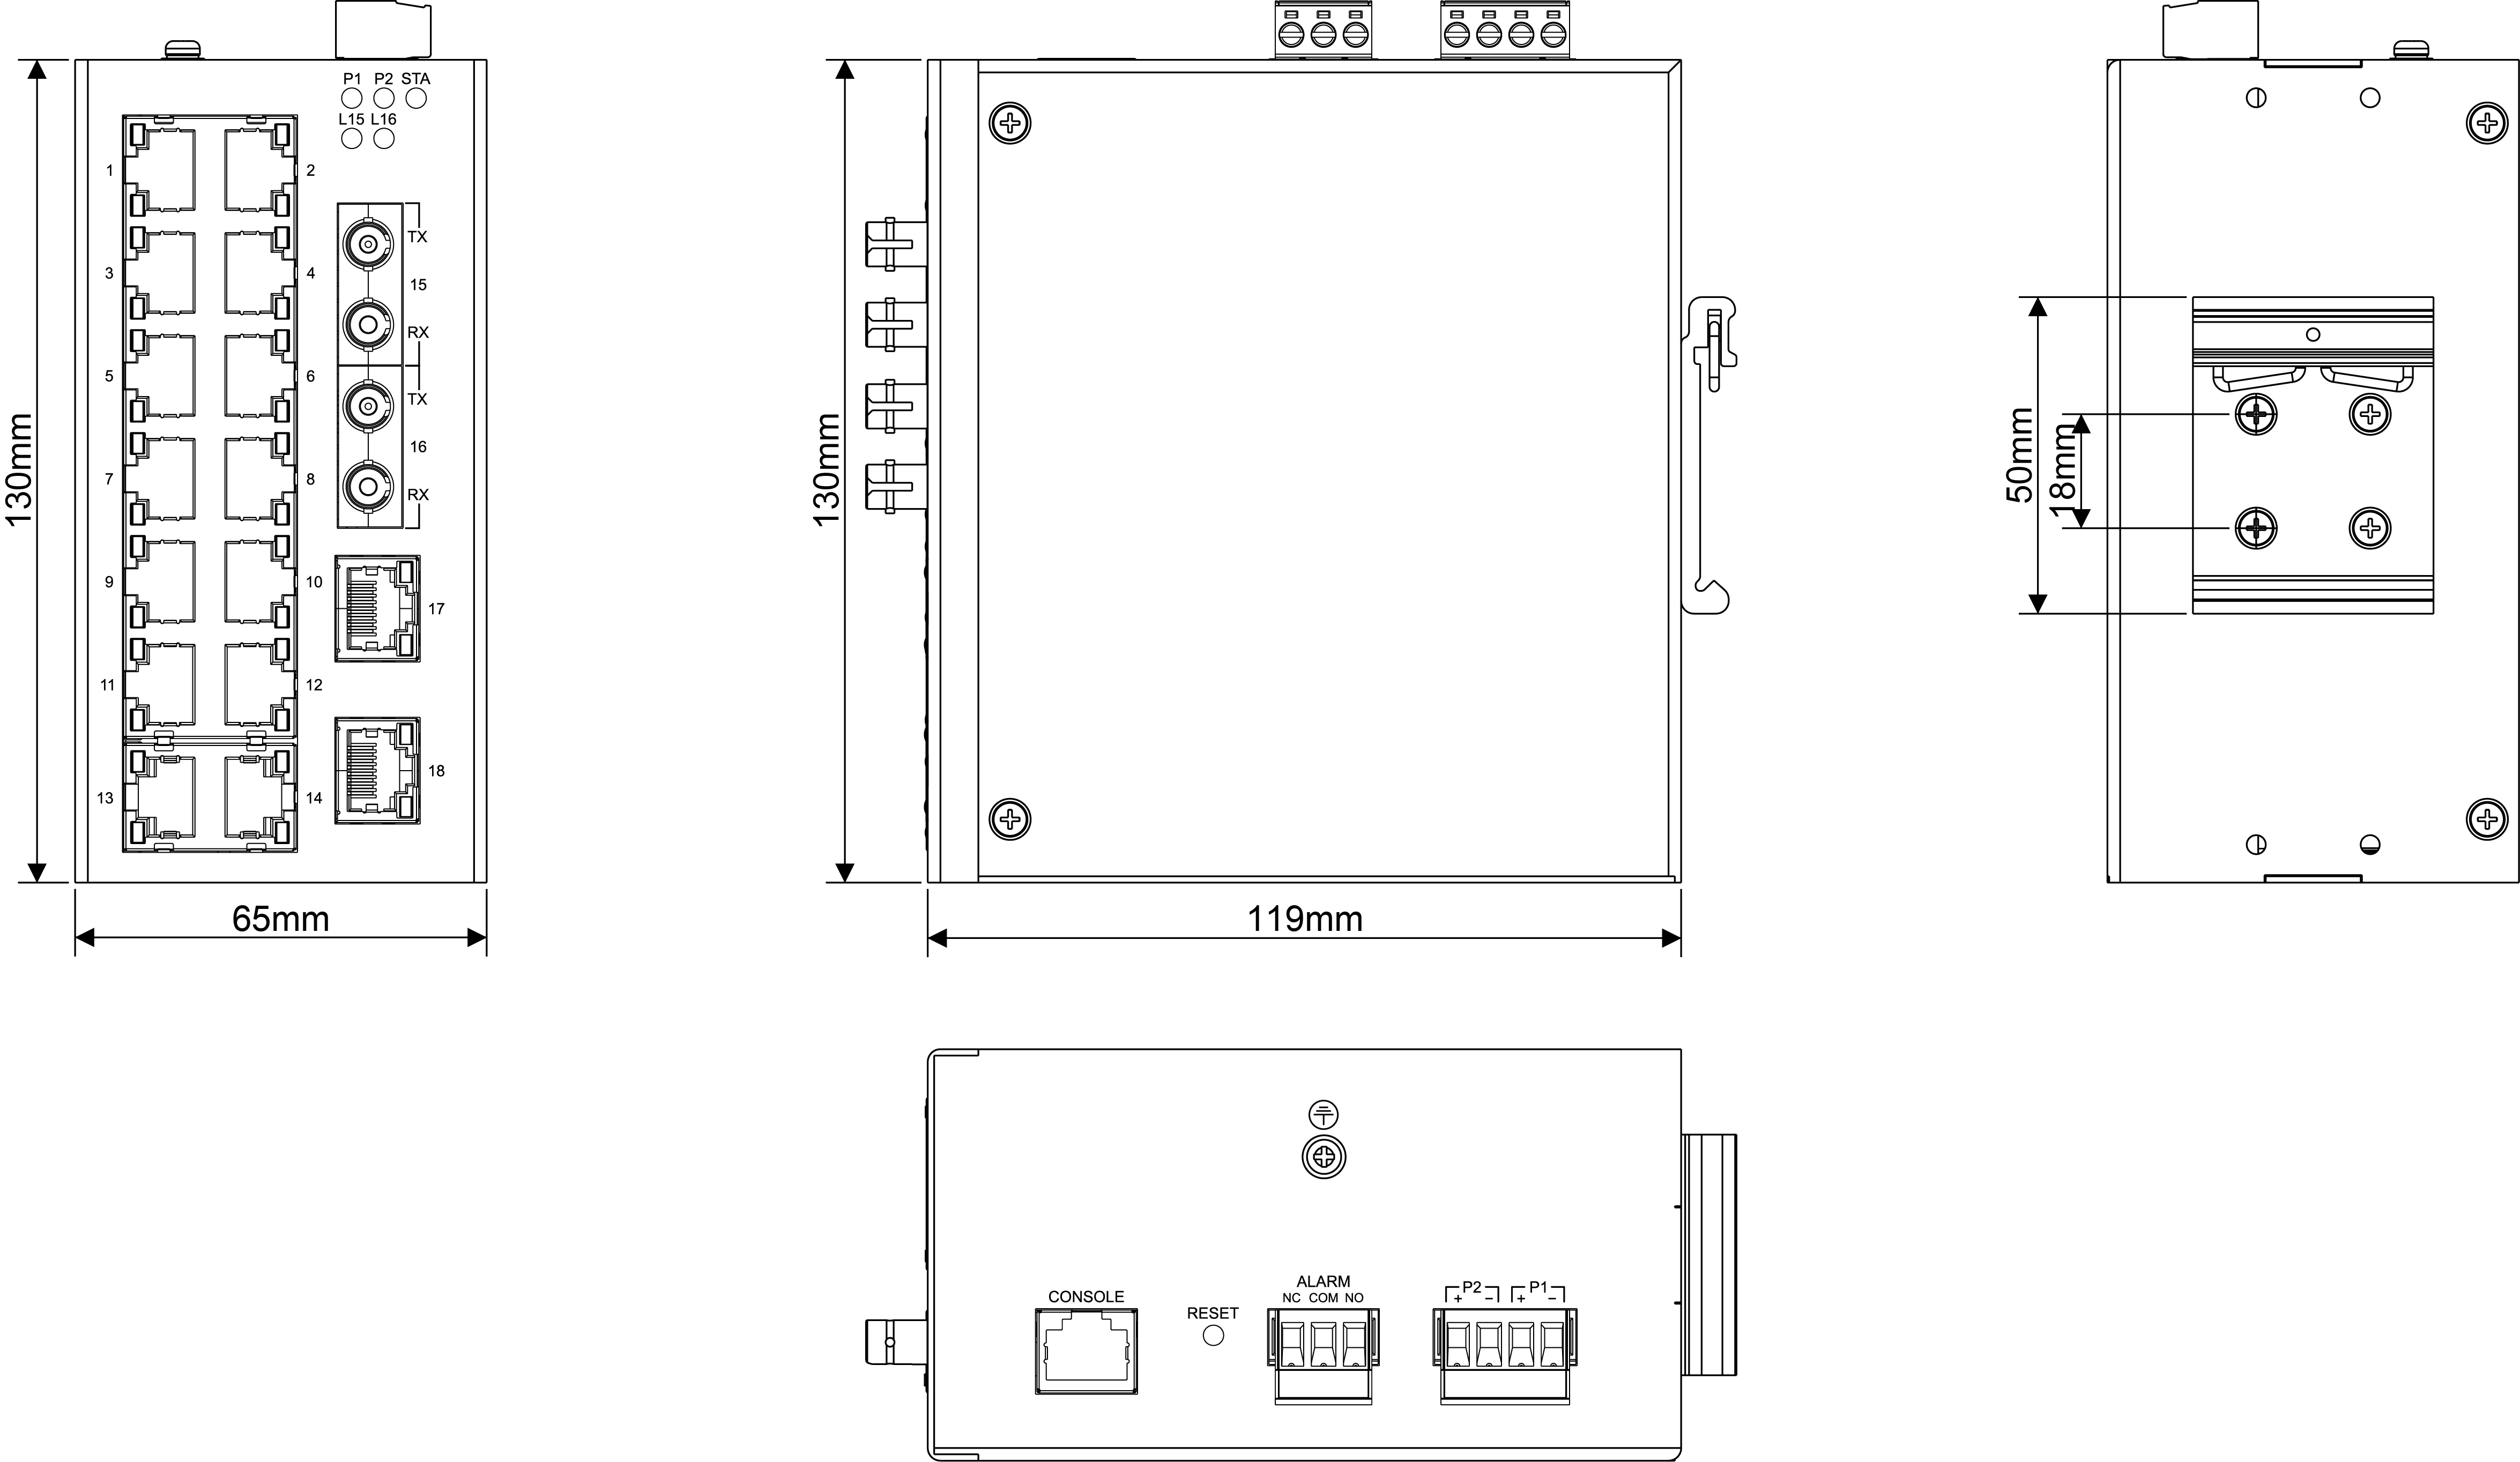 P1 P2 STA
L15 L16
1 2
TX
3 4
15
RX
5 6
TX
16
7 8
RX
9 10
17
11 12
18
13 14
130mm
65mm
130mm
119mm
50mm
18mm
ALARM
NC COM NO
P2 P1
+ − + −
CONSOLE
RESET